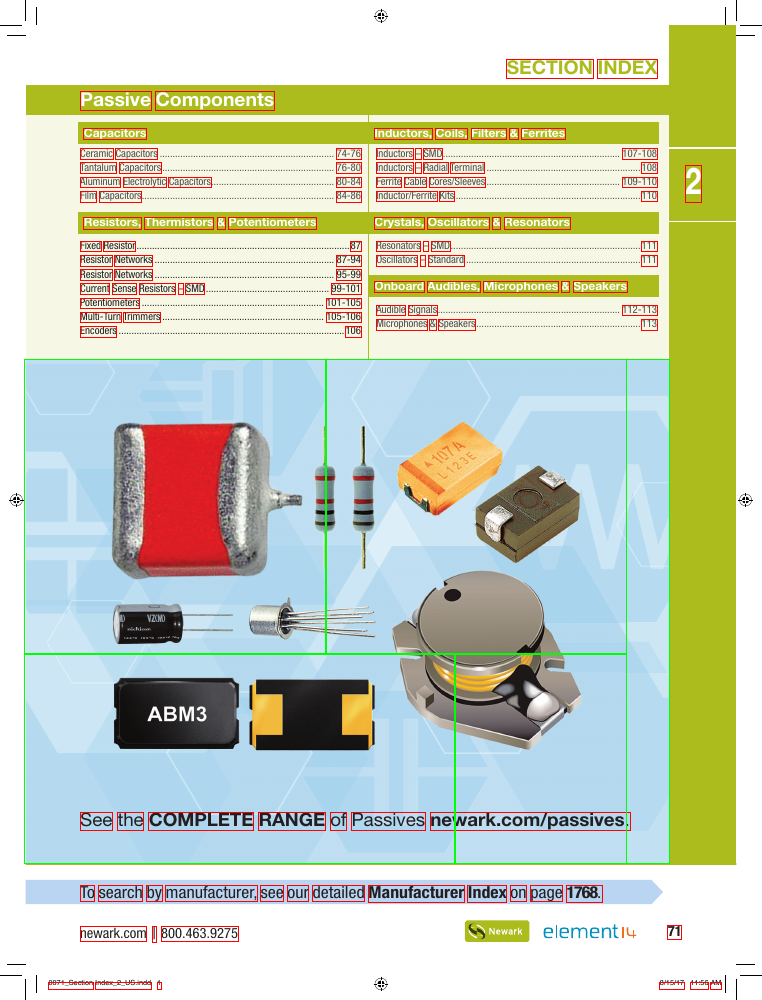 SECTION INDEX
Passive Components
Capacitors
Ceramic Capacitors 74-76
Tantalum Capacitors 76-80
Aluminum Electrolytic Capacitors 80-84
Film Capacitors 84-86
Resistors, Thermistors & Potentiometers
Fixed Resistor 87
Resistor Networks 87-94
Resistor Networks 95-99
Current Sense Resistors – SMD 99-101
Potentiometers 101-105
Multi-Turn Trimmers 105-106
Encoders 106
Inductors, Coils, Filters & Ferrites
Inductors – SMD 107-108
Inductors – Radial Terminal 108
Ferrite Cable Cores/Sleeves 109-110
Inductor/Ferrite Kits 110
Crystals, Oscillators & Resonators
Resonators – SMD 111
Oscillators – Standard 111
Onboard Audibles, Microphones & Speakers
Audible Signals 112-113
Microphones & Speakers 113
2
107A
L123E
VZ(M)
nichicon
ABM3
See the COMPLETE RANGE of Passives newark.com/passives.
To search by manufacturer, see our detailed Manufacturer Index on page 1768.
newark.com | 800.463.9275
Newark
element14
71
0071_Section Index_2_US.indd 1
8/15/17 11:56 AM